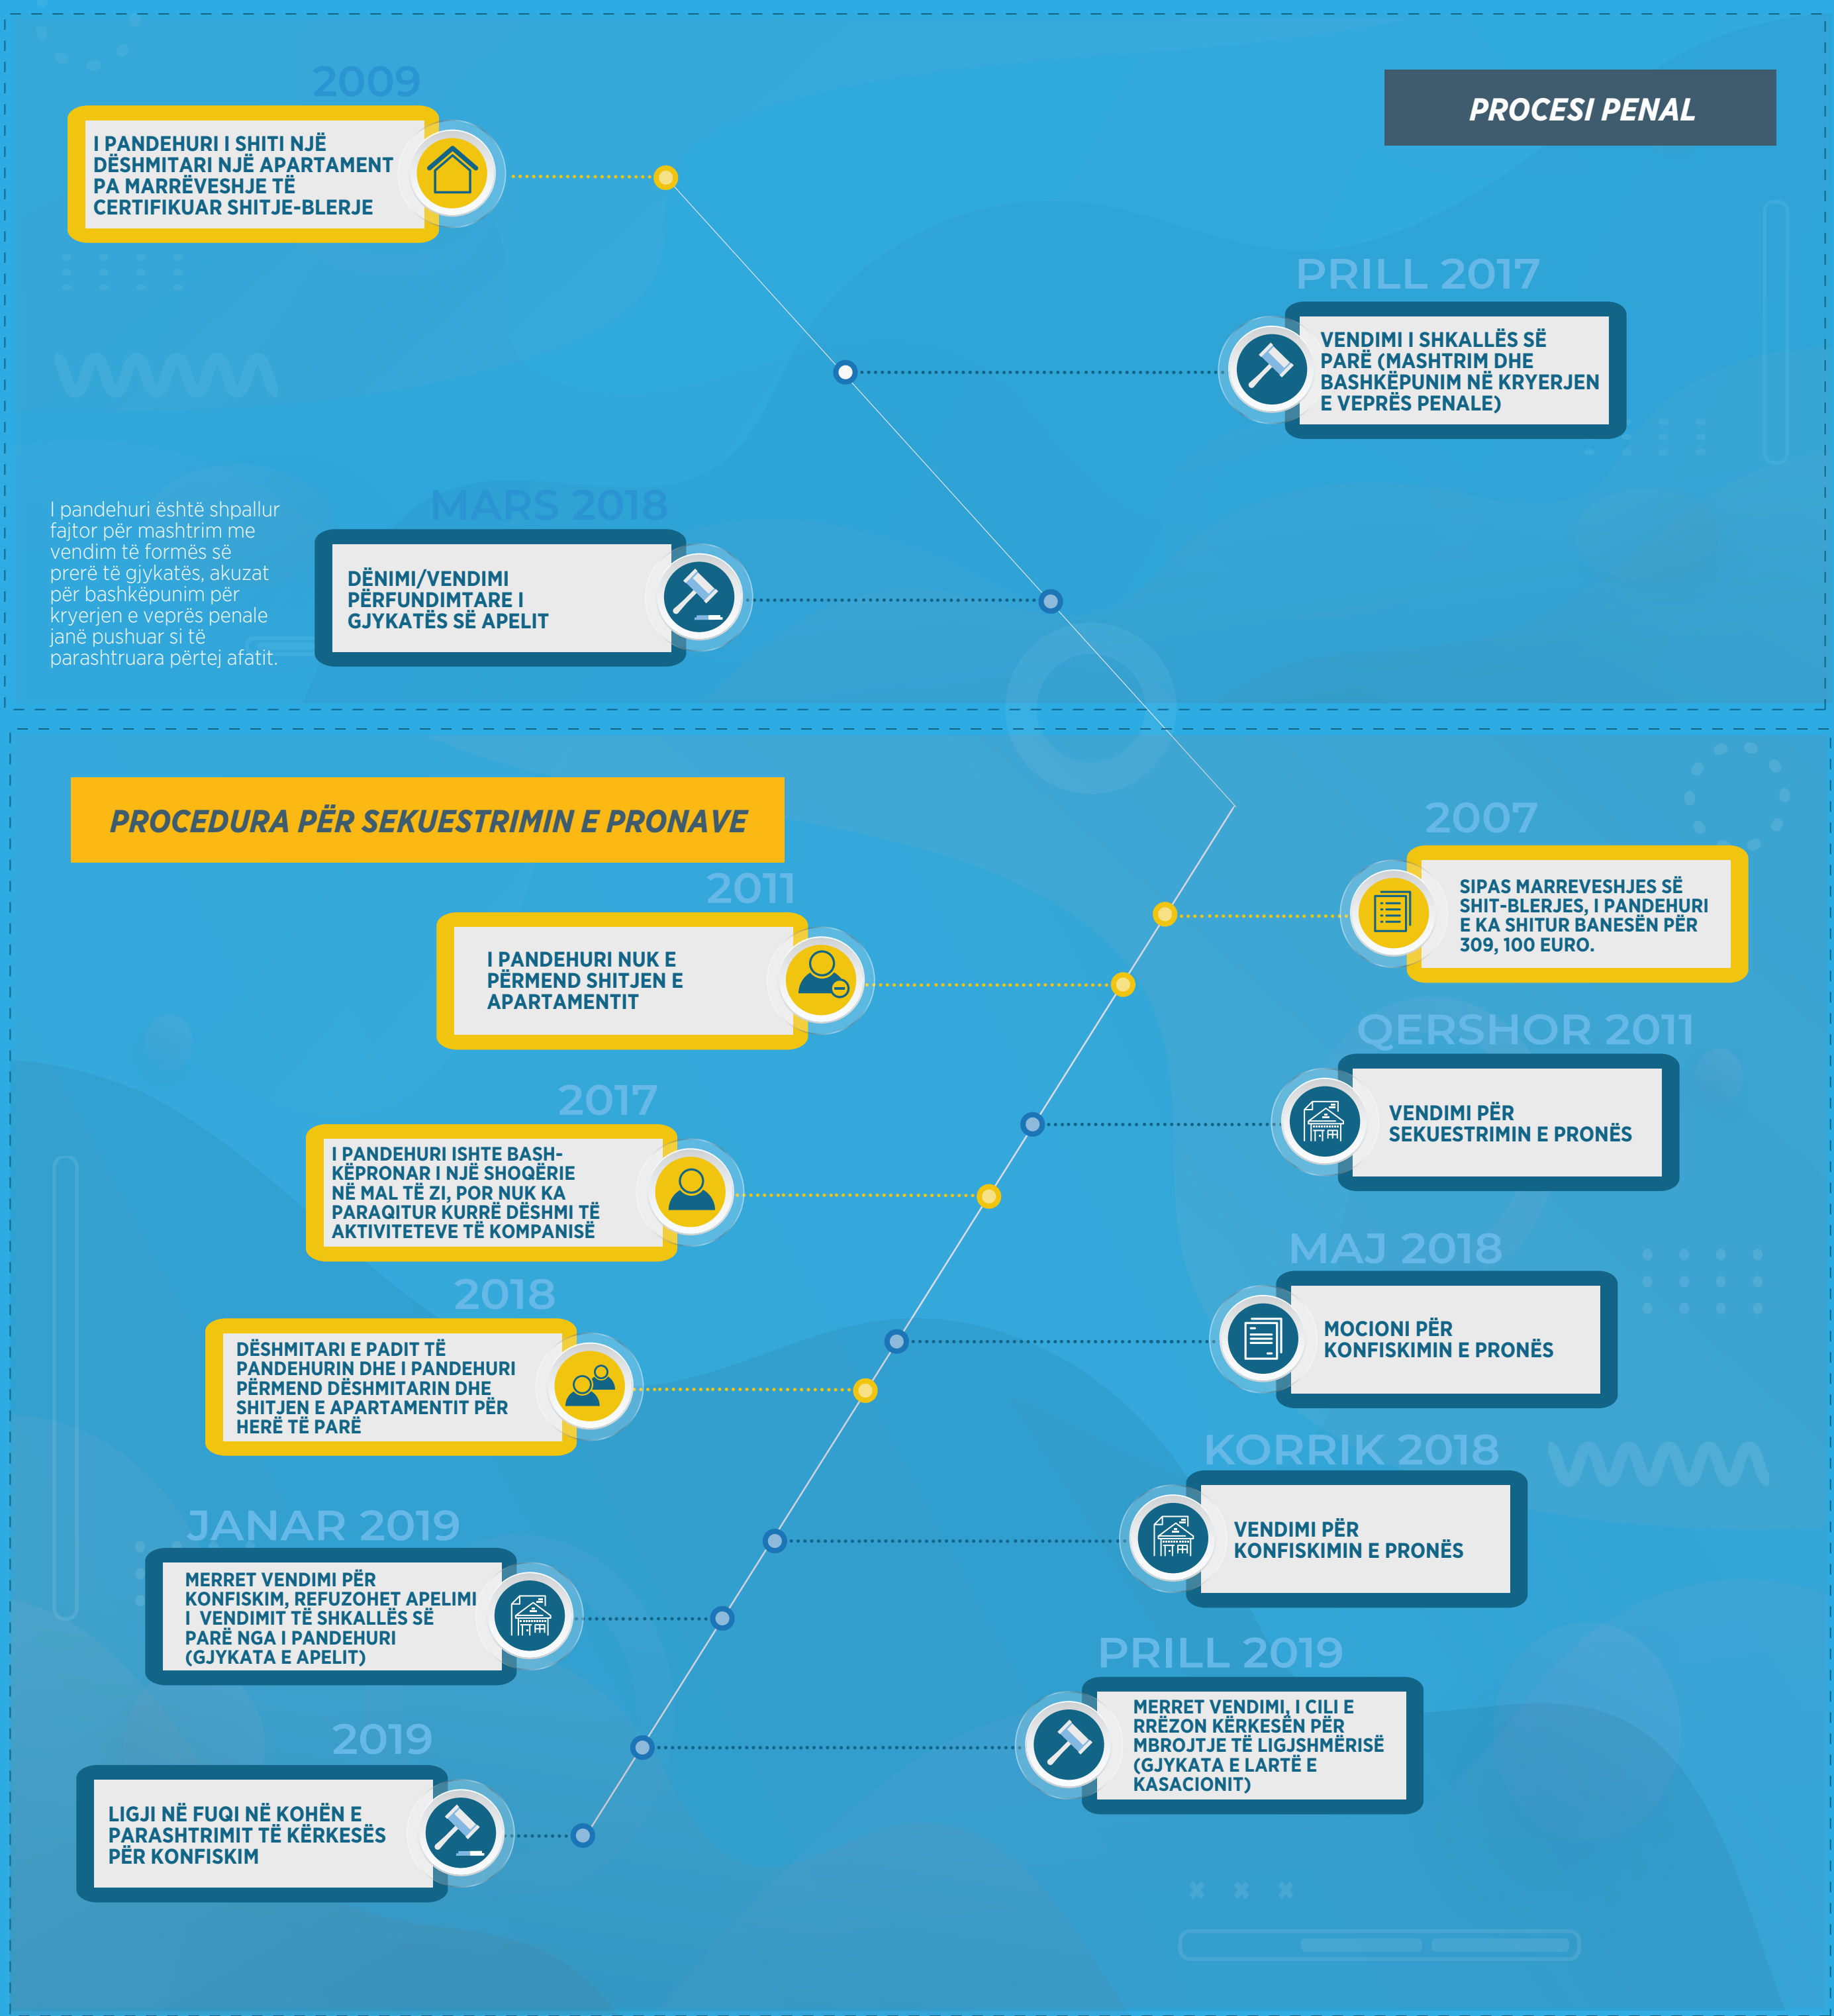 2009
I PANDEHURI I SHITI NJË
DËSHMITARI NJË APARTAMENT
PA MARRËVESHJE TË
CERTIFIKUAR SHITJE-BLERJE
PROCESI PENAL
PRILL 2017
VENDIMI I SHKALLËS SË
PARË (MASHTRIM DHE
BASHKËPUNIM NË KRYERJEN
E VEPRËS PENALE)
I pandehuri është shpallur
fajtor për mashtrim me
vendim të formës së
prerë të gjykatës, akuzat
për bashkëpunim për
kryerjen e veprës penale
janë pushuar si të
parashtruara përtej afatit.
MARS 2018
DËNIMI/VENDIMI
PËRFUNDIMTARE I
GJYKATËS SË APELIT
PROCEDURA PËR SEKUESTRIMIN E PRONAVE
2007
SIPAS MARREVESHJES SË
SHIT-BLERJES, I PANDEHURI
E KA SHITUR BANESËN PËR
309, 100 EURO.
2011
I PANDEHURI NUK E
PËRMEND SHITJEN E
APARTAMENTIT
QERSHOR 2011
VENDIMI PËR
SEKUESTRIMIN E PRONËS
2017
I PANDEHURI ISHTE BASH-
KËPRONAR I NJË SHOQËRIE
NË MAL TË ZI, POR NUK KA
PARAQITUR KURRË DËSHMI TË
AKTIVITETEVE TË KOMPANISË
MAJ 2018
MOCIONI PËR
KONFISKIMIN E PRONËS
2018
DËSHMITARI E PADIT TË
PANDEHURIN DHE I PANDEHURI
PËRMEND DËSHMITARIN DHE
SHITJEN E APARTAMENTIT PËR
HERË TË PARË
KORRIK 2018
VENDIMI PËR
KONFISKIMIN E PRONËS
JANAR 2019
MERRET VENDIMI PËR
KONFISKIM, REFUZOHET APELIMI
I VENDIMIT TË SHKALLËS SË
PARË NGA I PANDEHURI
(GJYKATA E APELIT)
PRILL 2019
MERRET VENDIMI, I CILI E
RRËZON KËRKESËN PËR
MBROJTJE TË LIGJSHMËRISË
(GJYKATA E LARTË E
KASACIONIT)
2019
LIGJI NË FUQI NË KOHËN E
PARASHTRIMIT TË KËRKESËS
PËR KONFISKIM